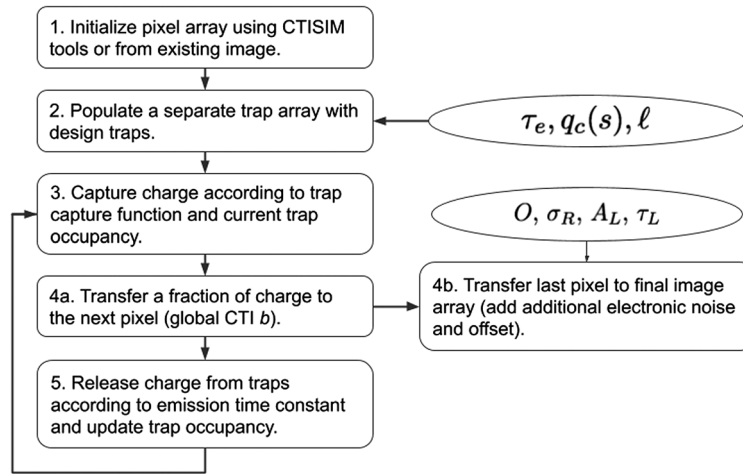 1. Initialize pixel array using CTISIM
tools or from existing image.
2. Populate a separate trap array with
design traps.
τₑ, q_c(s), ℓ
3. Capture charge according to trap
capture function and current trap
occupancy.
O, σ_R, A_L, τ_L
4a. Transfer a fraction of charge to
the next pixel (global CTI b).
4b. Transfer last pixel to final image
array (add additional electronic noise
and offset).
5. Release charge from traps
according to emission time constant
and update trap occupancy.